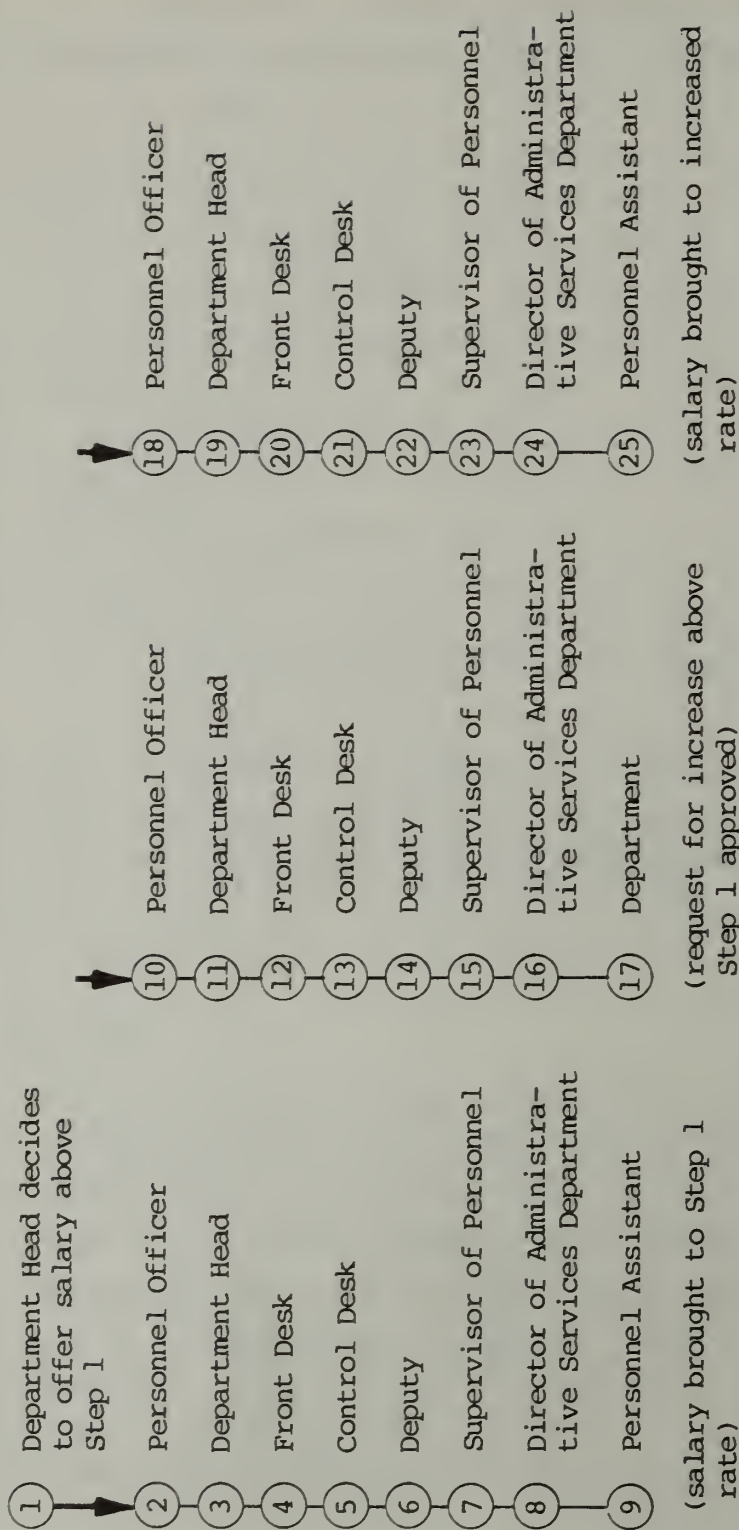 1 Department Head decides
to offer salary above
Step 1
2 Personnel Officer
3 Department Head
4 Front Desk
5 Control Desk
6 Deputy
7 Supervisor of Personnel
8 Director of Administra-
tive Services Department
9 Personnel Assistant
(salary brought to Step 1
rate)
10 Personnel Officer
11 Department Head
12 Front Desk
13 Control Desk
14 Deputy
15 Supervisor of Personnel
16 Director of Administra-
tive Services Department
17 Department
(request for increase above
Step 1 approved)
18 Personnel Officer
19 Department Head
20 Front Desk
21 Control Desk
22 Deputy
23 Supervisor of Personnel
24 Director of Administra-
tive Services Department
25 Personnel Assistant
(salary brought to increased
rate)